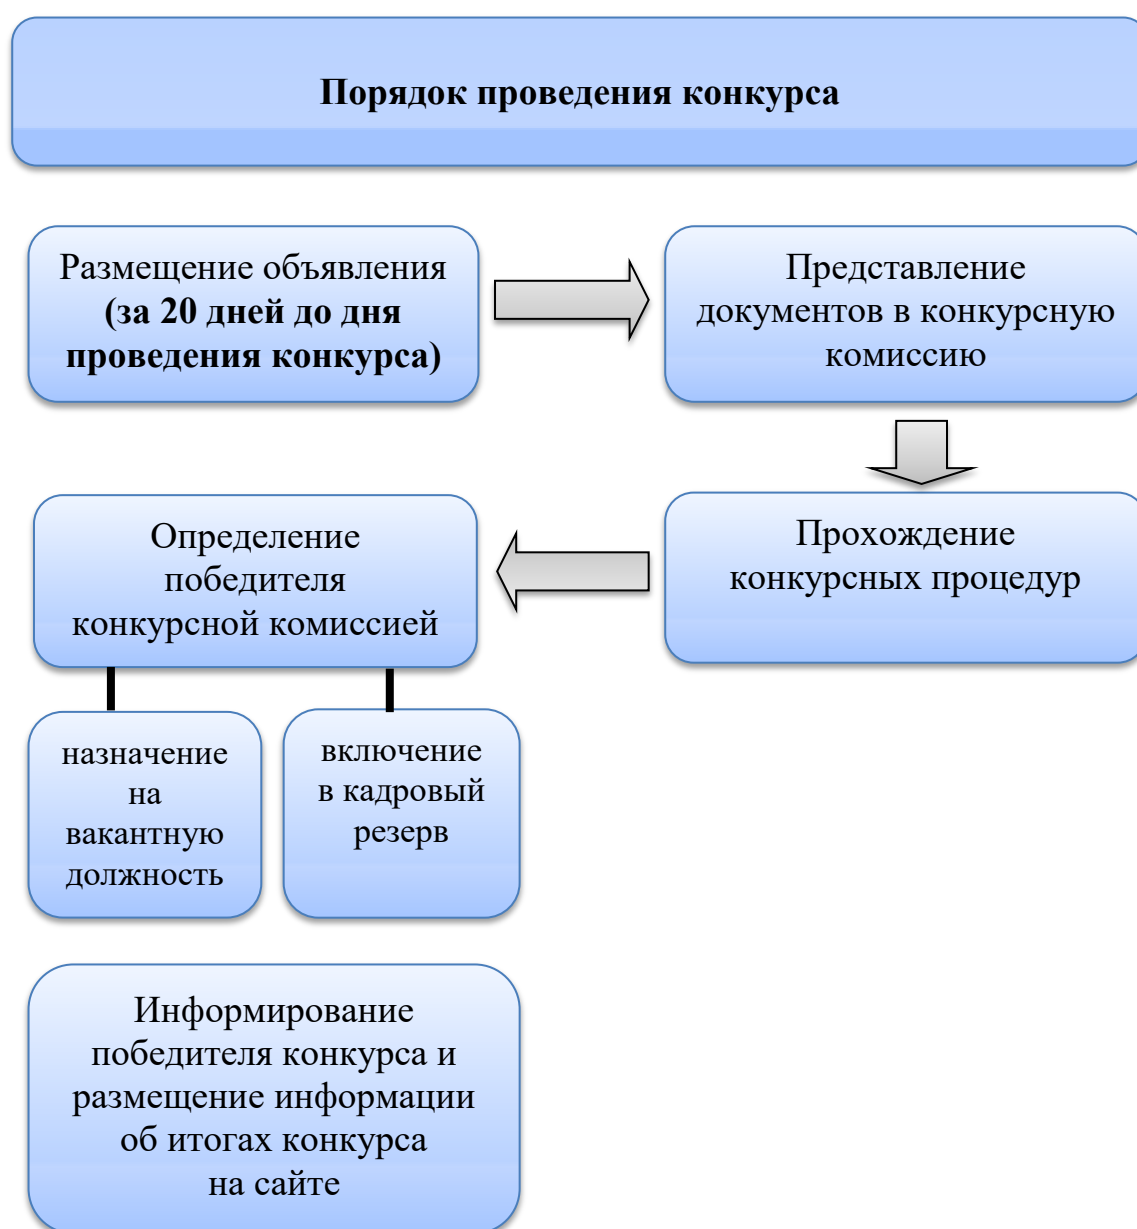 Порядок проведения конкурса
Размещение объявления
(за 20 дней до дня
проведения конкурса)
Представление
документов в конкурсную
комиссию
Прохождение
конкурсных процедур
Определение
победителя
конкурсной комиссией
назначение
на
вакантную
должность
включение
в кадровый
резерв
Информирование
победителя конкурса и
размещение информации
об итогах конкурса
на сайте